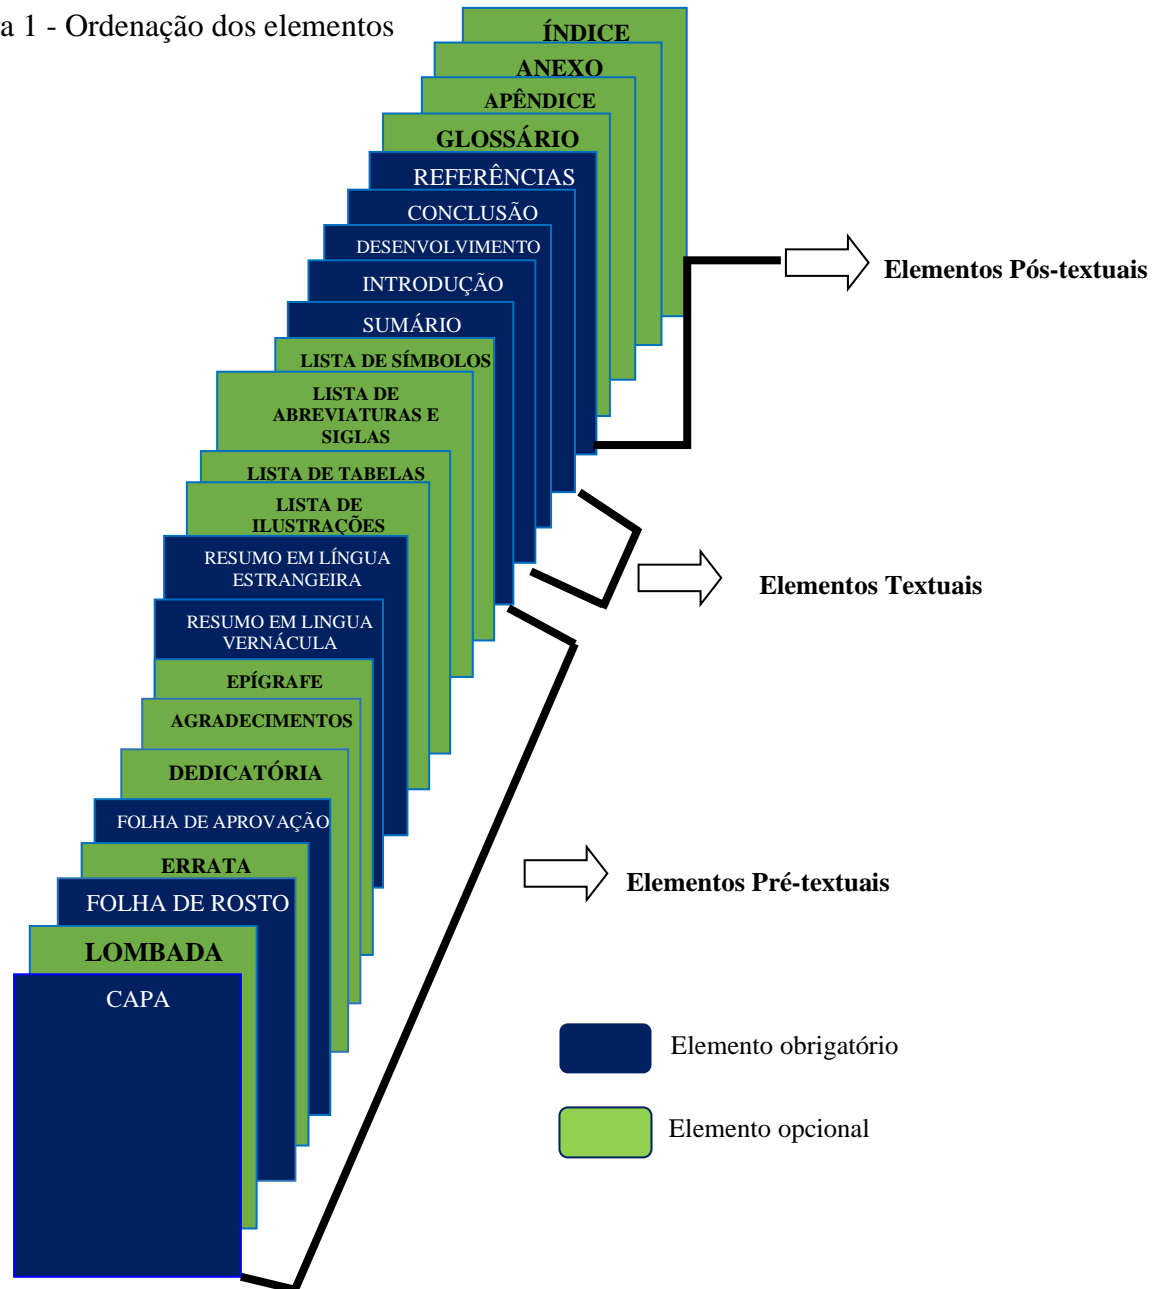 a 1 - Ordenação dos elementos
ÍNDICE
ANEXO
APÊNDICE
GLOSSÁRIO
REFERÊNCIAS
CONCLUSÃO
DESENVOLVIMENTO
INTRODUÇÃO
SUMÁRIO
LISTA DE SÍMBOLOS
LISTA DE
ABREVIATURAS E
SIGLAS
LISTA DE TABELAS
LISTA DE
ILUSTRAÇÕES
RESUMO EM LÍNGUA
ESTRANGEIRA
RESUMO EM LINGUA
VERNÁCULA
EPÍGRAFE
AGRADECIMENTOS
DEDICATÓRIA
FOLHA DE APROVAÇÃO
ERRATA
FOLHA DE ROSTO
LOMBADA
CAPA
Elementos Pós-textuais
Elementos Textuais
Elementos Pré-textuais
Elemento obrigatório
Elemento opcional